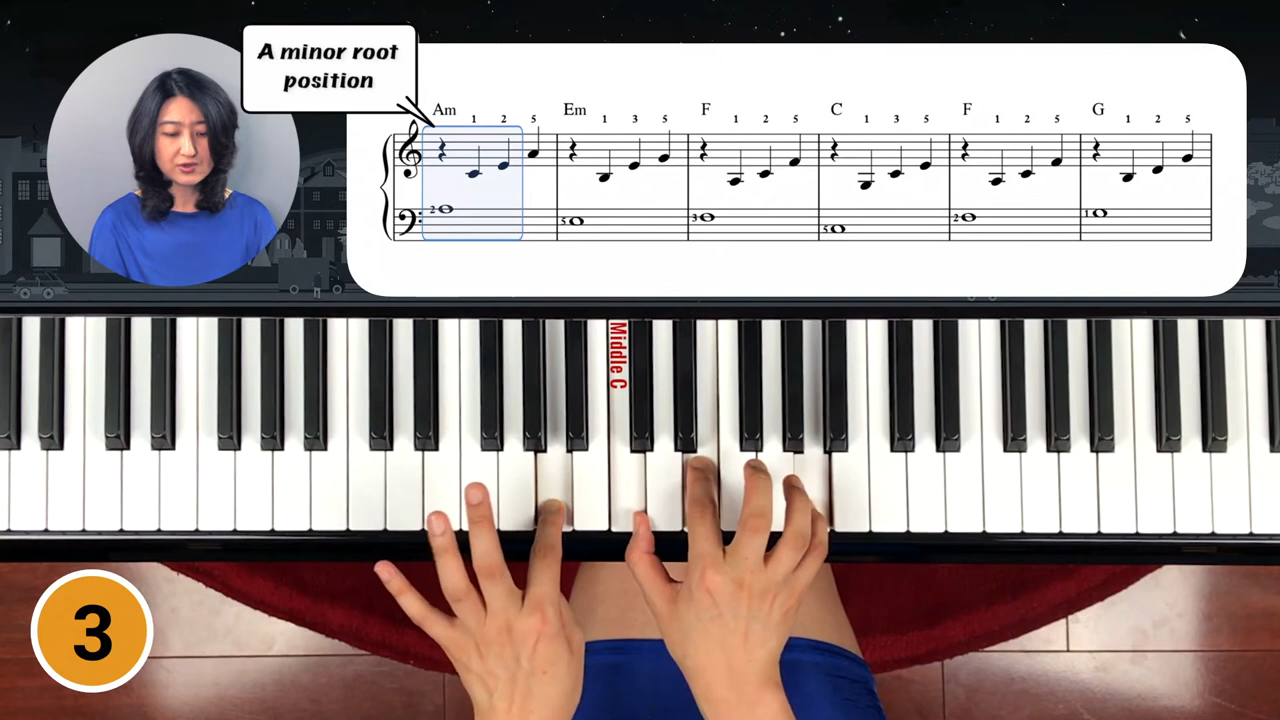 A minor root
position
Am Em F C F G
1 2 5 1 3 5 1 2 5 1 3 5 1 2 5 1 2 5
2 5 3 5 2 1
Middle C
3